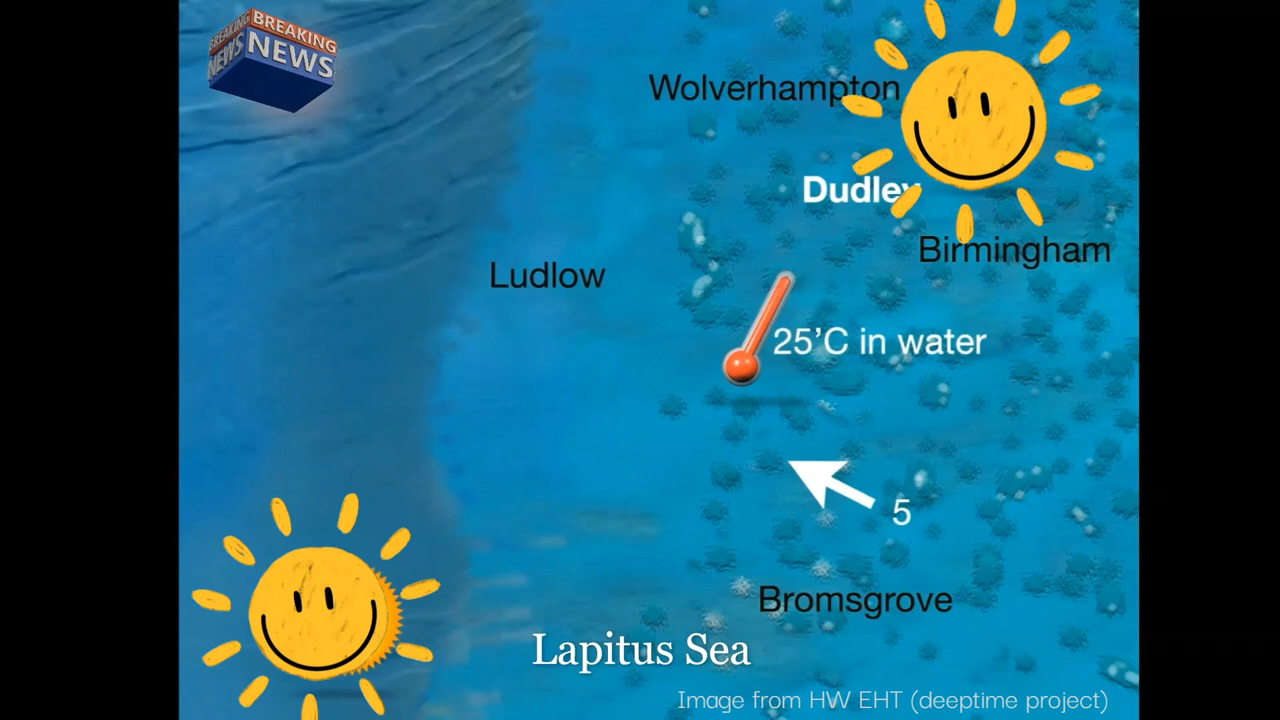 BREAKING
NEWS
BREAKING
NEWS
Wolverhampton
Dudley
Birmingham
Ludlow
25’C in water
5
Bromsgrove
Lapitus Sea
Image from HW EHT (deeptime project)